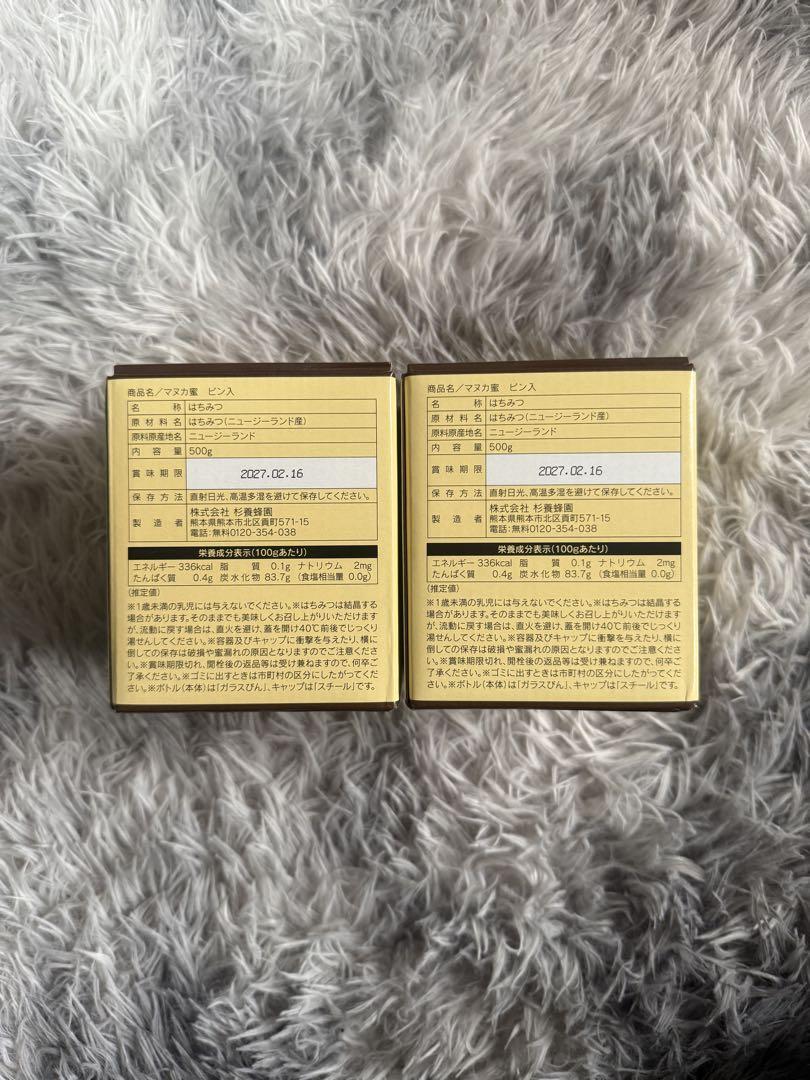 商品名／マヌカ蜜　ビン入
名称 はちみつ
原材料名 はちみつ（ニュージーランド産）
原料原産地名 ニュージーランド
内容量 500g
賞味期限 2027.02.16
保存方法 直射日光、高温多湿を避けて保存してください。
製造者 株式会社 杉養蜂園
熊本県熊本市北区貢町571-15
電話：無料0120-354-038
栄養成分表示（100gあたり）
エネルギー 336kcal 脂質 0.1g ナトリウム 2mg
たんぱく質 0.4g 炭水化物 83.7g （食塩相当量 0.0g）
（推定値）
※1歳未満の乳児には与えないでください。※はちみつは結晶する
場合があります。そのままでも美味しくお召し上がりいただけます
が、流動に戻す場合は、直火を避け、蓋を開け40℃前後でじっくり
湯せんしてください。※容器及びキャップに衝撃を与えたり、横に
倒しての保存は破損や蜜漏れの原因となりますのでご注意くださ
い。※賞味期限切れ、開栓後の返品等は受け兼ねますので、何卒ご
了承ください。※ゴミに出すときは市町村の区分にしたがってくだ
さい。※ボトル（本体）は「ガラスびん」、キャップは「スチール」です。
商品名／マヌカ蜜　ビン入
名称 はちみつ
原材料名 はちみつ（ニュージーランド産）
原料原産地名 ニュージーランド
内容量 500g
賞味期限 2027.02.16
保存方法 直射日光、高温多湿を避けて保存してください。
製造者 株式会社 杉養蜂園
熊本県熊本市北区貢町571-15
電話：無料0120-354-038
栄養成分表示（100gあたり）
エネルギー 336kcal 脂質 0.1g ナトリウム 2mg
たんぱく質 0.4g 炭水化物 83.7g （食塩相当量 0.0g）
（推定値）
※1歳未満の乳児には与えないでください。※はちみつは結晶する
場合があります。そのままでも美味しくお召し上がりいただけます
が、流動に戻す場合は、直火を避け、蓋を開け40℃前後でじっくり
湯せんしてください。※容器及びキャップに衝撃を与えたり、横に
倒しての保存は破損や蜜漏れの原因となりますのでご注意くださ
い。※賞味期限切れ、開栓後の返品等は受け兼ねますので、何卒ご
了承ください。※ゴミに出すときは市町村の区分にしたがってくだ
さい。※ボトル（本体）は「ガラスびん」、キャップは「スチール」です。